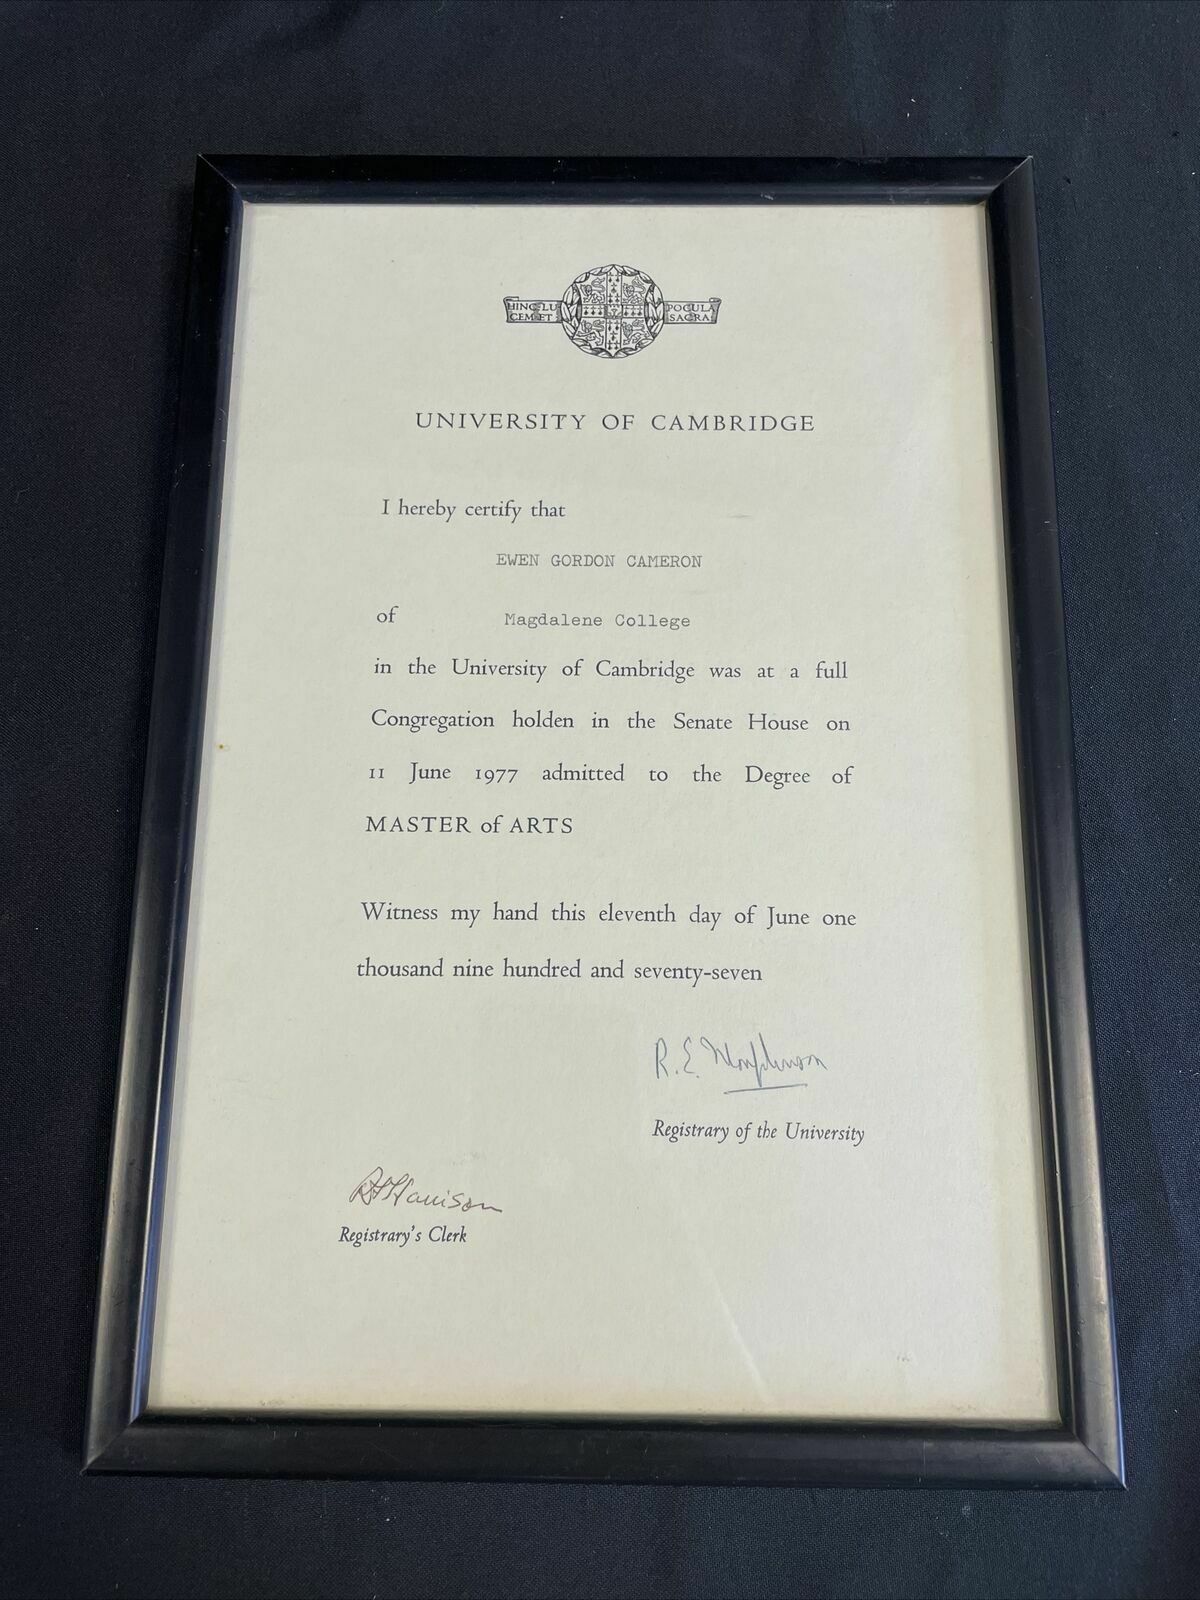 HINC LU
CEM ET
POCULA
SACRA
UNIVERSITY OF CAMBRIDGE
I hereby certify that
EWEN GORDON CAMERON
of Magdalene College
in the University of Cambridge was at a full
Congregation holden in the Senate House on
11 June 1977 admitted to the Degree of
MASTER of ARTS
Witness my hand this eleventh day of June one
thousand nine hundred and seventy-seven
R. E.
Registrary of the University
Harrison
Registrary's Clerk